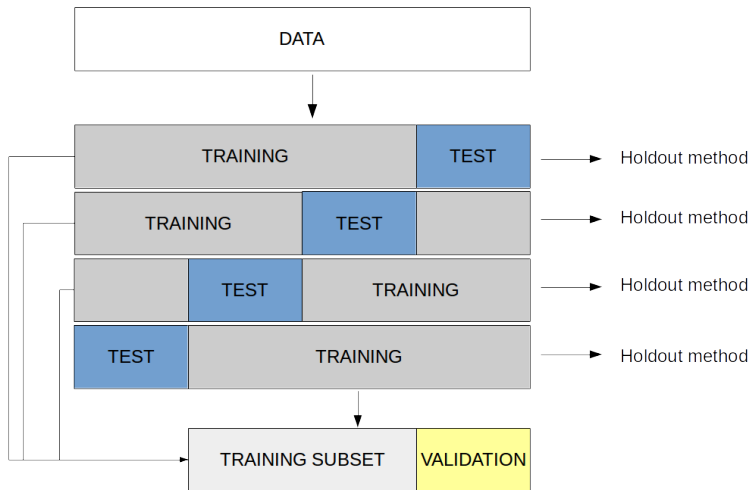 DATA
TRAINING TEST Holdout method
TRAINING TEST Holdout method
TEST TRAINING Holdout method
TEST TRAINING Holdout method
TRAINING SUBSET VALIDATION